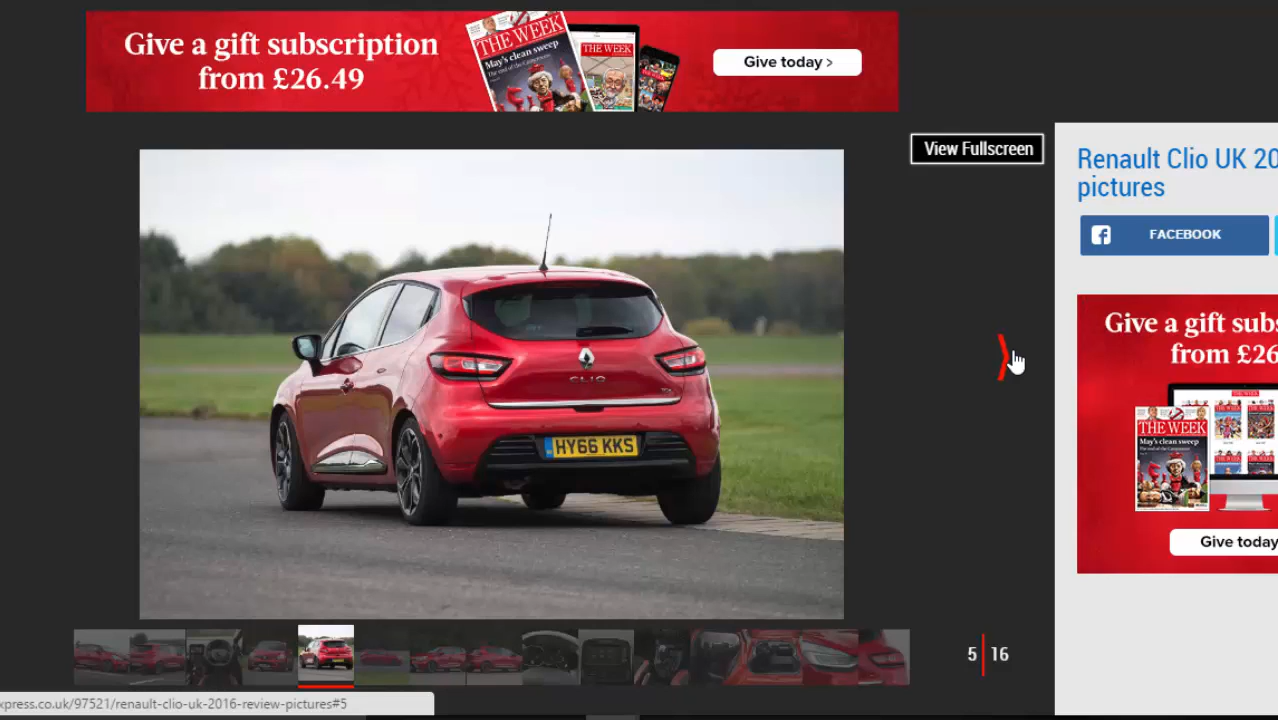 Give a gift subscription
from £26.49
THE WEEK
May's clean sweep
THE WEEK
Give today >
View Fullscreen
Renault Clio UK 20
pictures
FACEBOOK
CLIO
HY66 KKS
Give a gift subs
from £26
THE WEEK
May's clean sweep
Give today
5 16
xpress.co.uk/97521/renault-clio-uk-2016-review-pictures#5